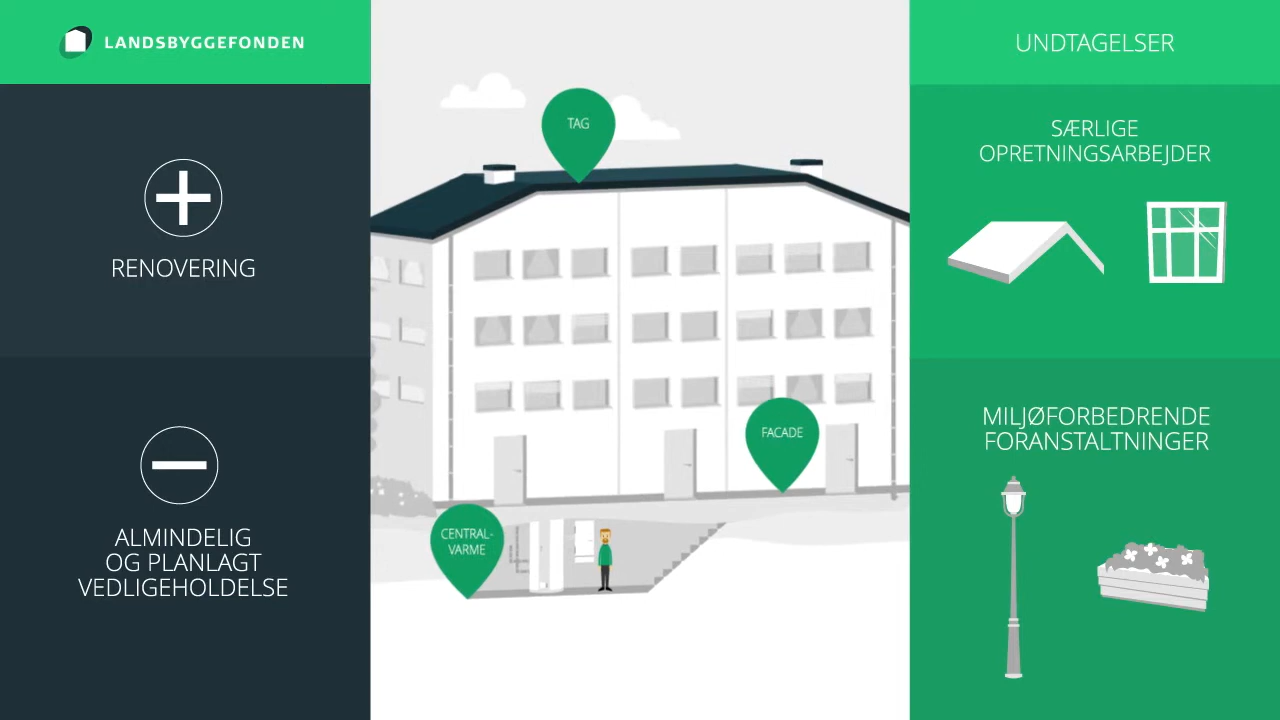 LANDSBYGGEFONDEN
RENOVERING
ALMINDELIG
OG PLANLAGT
VEDLIGEHOLDELSE
TAG
FACADE
CENTRAL-
VARME
UNDTAGELSER
SÆRLIGE
OPRETNINGSARBEJDER
MILJØFORBEDRENDE
FORANSTALTNINGER